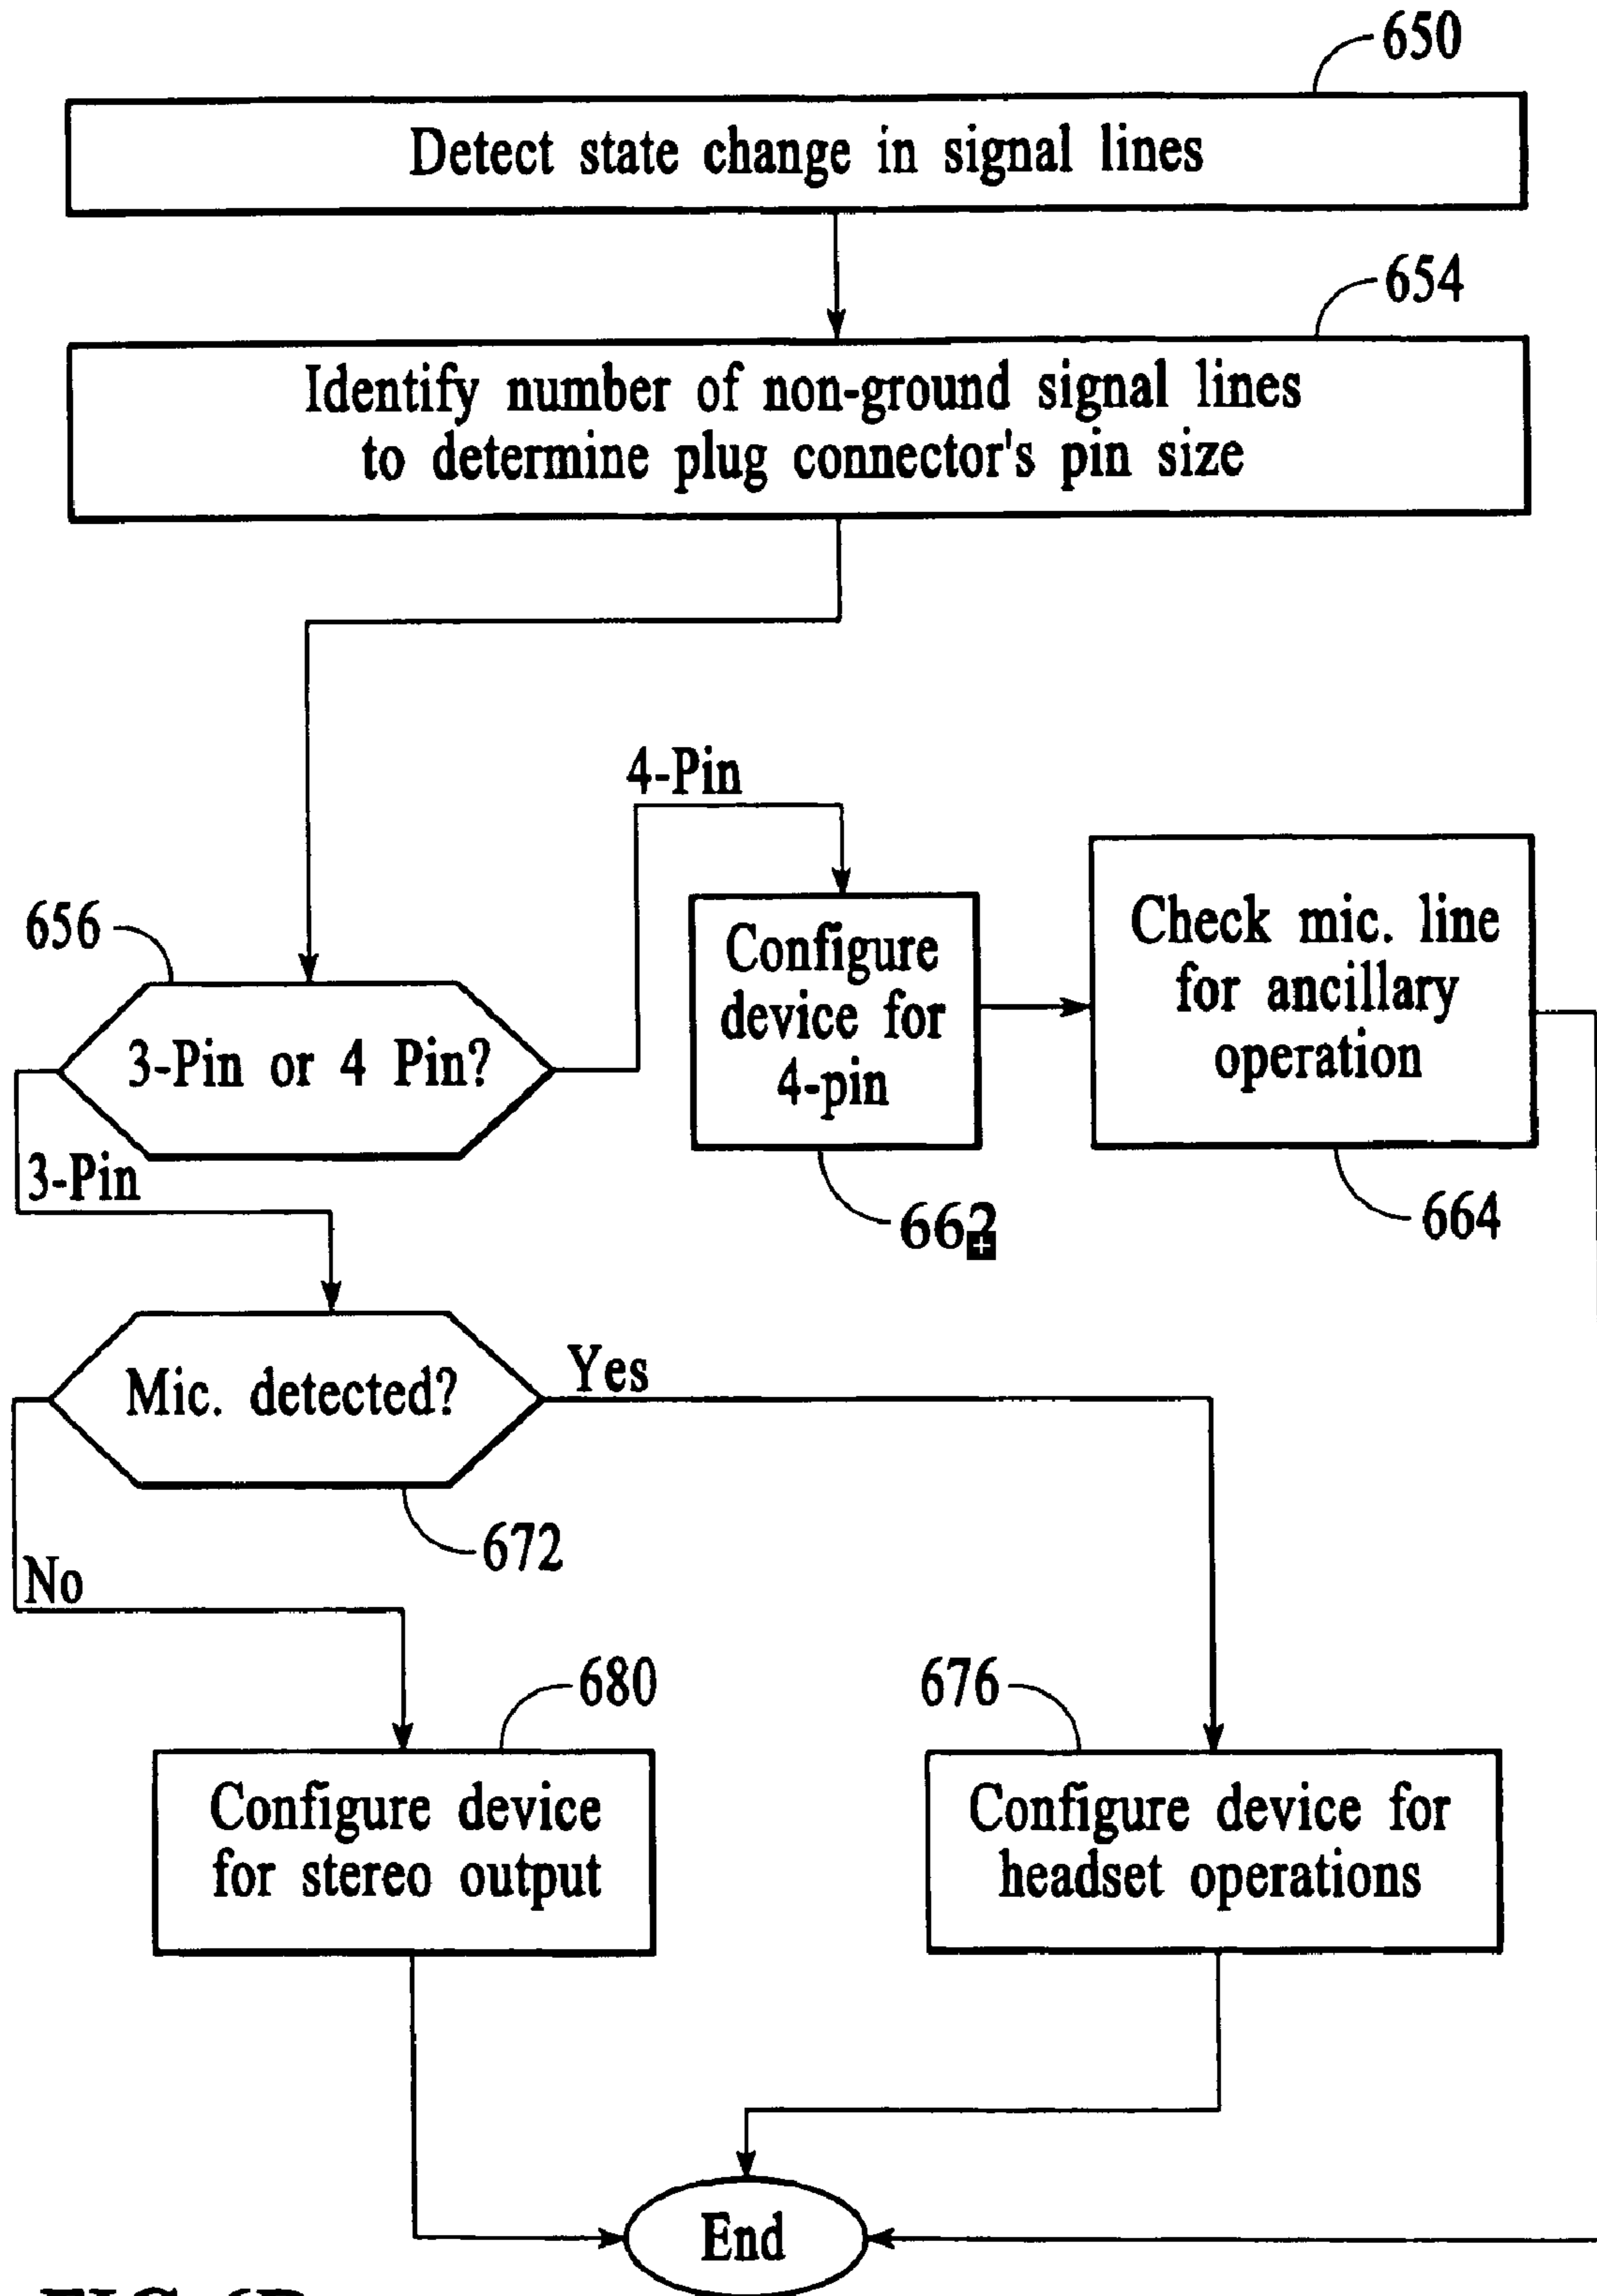 650
Detect state change in signal lines
654
Identify number of non-ground signal lines
to determine plug connector's pin size
4-Pin
656
3-Pin or 4 Pin?
Configure
device for
4-pin
Check mic. line
for ancillary
operation
3-Pin
662
664
Mic. detected?
Yes
672
No
680
676
Configure device
for stereo output
Configure device for
headset operations
End